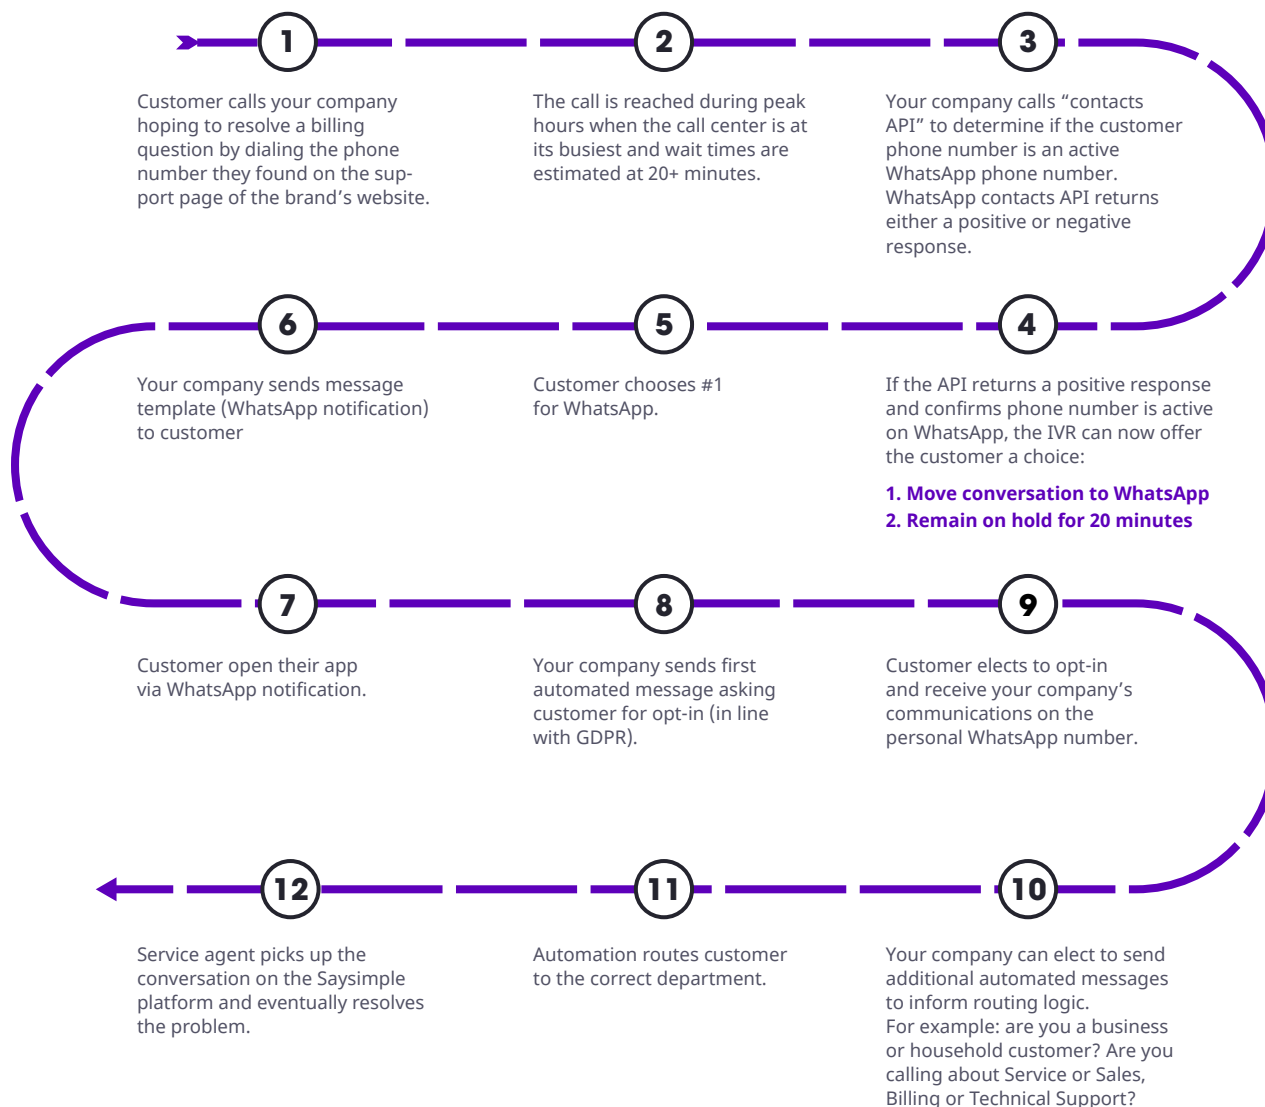 1
Customer calls your company
hoping to resolve a billing
question by dialing the phone
number they found on the sup-
port page of the brand’s website.
2
The call is reached during peak
hours when the call center is at
its busiest and wait times are
estimated at 20+ minutes.
3
Your company calls “contacts
API” to determine if the customer
phone number is an active
WhatsApp phone number.
WhatsApp contacts API returns
either a positive or negative
response.
4
If the API returns a positive response
and confirms phone number is active
on WhatsApp, the IVR can now offer
the customer a choice:
1. Move conversation to WhatsApp
2. Remain on hold for 20 minutes
5
Customer chooses #1
for WhatsApp.
6
Your company sends message
template (WhatsApp notification)
to customer
7
Customer open their app
via WhatsApp notification.
8
Your company sends first
automated message asking
customer for opt-in (in line
with GDPR).
9
Customer elects to opt-in
and receive your company’s
communications on the
personal WhatsApp number.
10
Your company can elect to send
additional automated messages
to inform routing logic.
For example: are you a business
or household customer? Are you
calling about Service or Sales,
Billing or Technical Support?
11
Automation routes customer
to the correct department.
12
Service agent picks up the
conversation on the Saysimple
platform and eventually resolves
the problem.